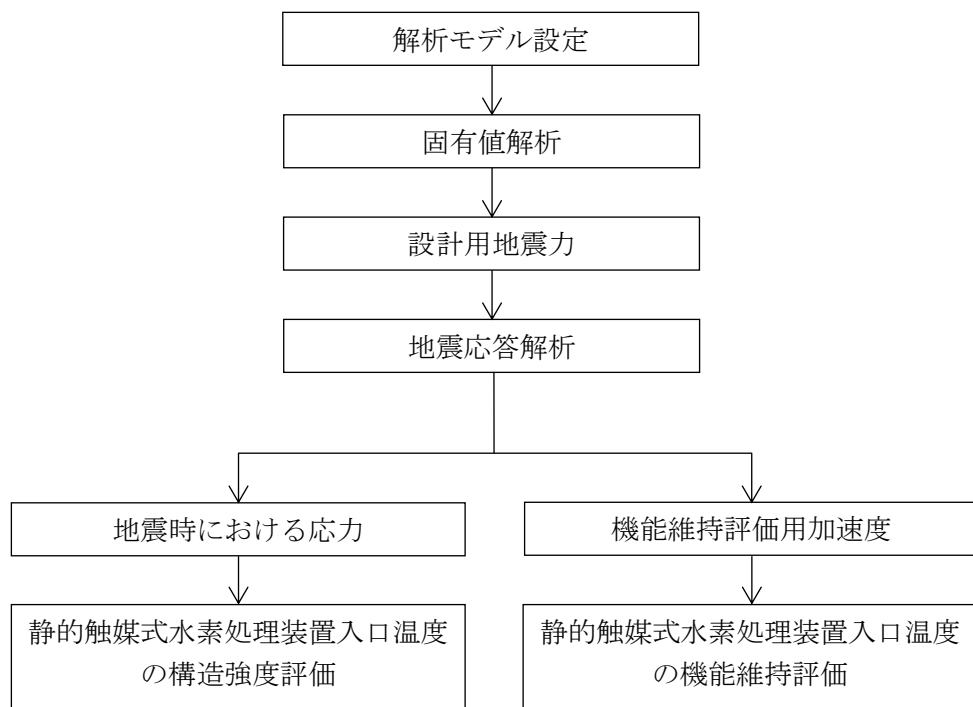 解析モデル設定
固有値解析
設計用地震力
地震応答解析
地震時における応力
機能維持評価用加速度
静的触媒式水素処理装置入口温度
の構造強度評価
静的触媒式水素処理装置入口温度
の機能維持評価